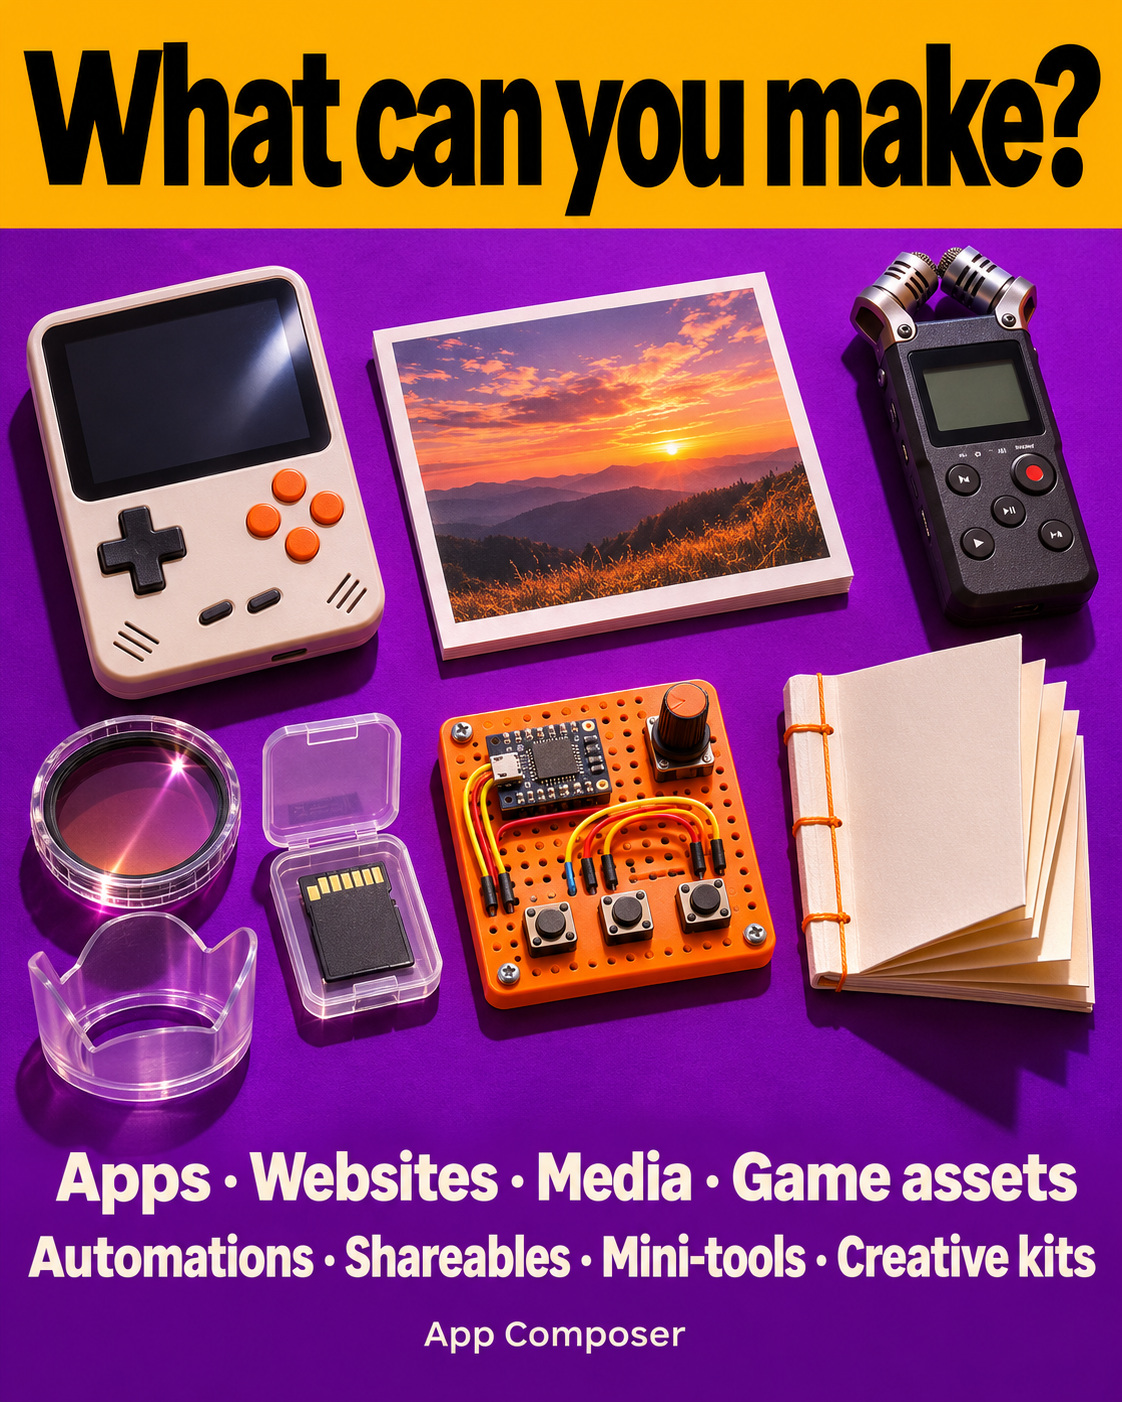 What can you make?
Apps · Websites · Media · Game assets
Automations · Shareables · Mini-tools · Creative kits
App Composer